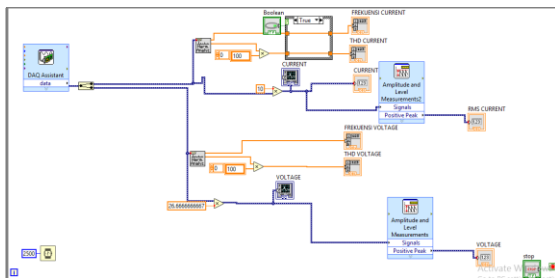 Boolean
True
FREKUENSI CURRENT
DAQ Assistant
data
THD CURRENT
100
CURRENT
CURRENT
10
Amplitude and
Level
Measurements2
Signals
Positive Peak
RMS CURRENT
FREKUENSI VOLTAGE
THD VOLTAGE
100
VOLTAGE
26.6666666667
Amplitude and
Level
Measurements
Signals
Positive Peak
VOLTAGE
stop
2500
i
Activate W